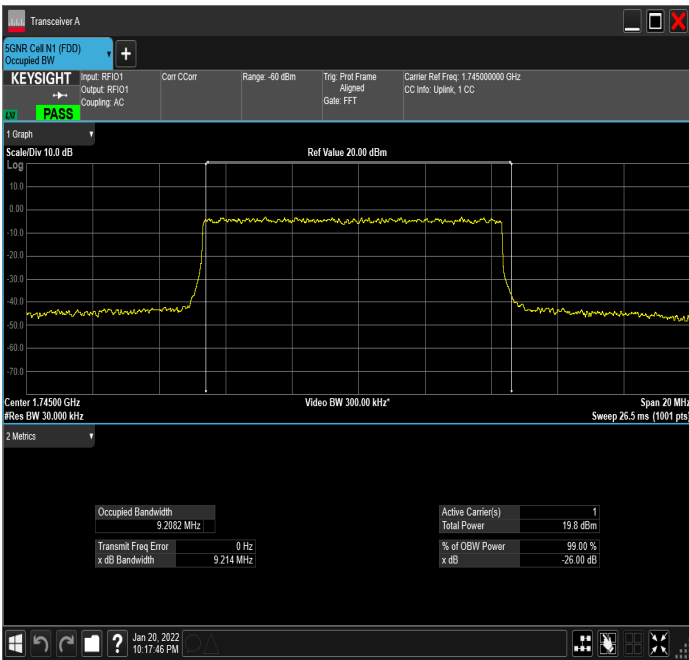 Transceiver A
5GNR Cell N1 (FDD)
Occupied BW
+
KEYSIGHT
Input: RFIO1
Output: RFIO1
Coupling: AC
Corr CCorr
Range: -60 dBm
Trig: Prot Frame
Aligned
Gate: FFT
Carrier Ref Freq: 1.745000000 GHz
CC Info: Uplink, 1 CC
LXI
PASS
1 Graph
Scale/Div 10.0 dB
Ref Value 20.00 dBm
Log
10.0
0.00
-10.0
-20.0
-30.0
-40.0
-50.0
-60.0
-70.0
Center 1.74500 GHz
Video BW 300.00 kHz*
Span 20 MHz
#Res BW 30.000 kHz
Sweep 26.5 ms (1001 pts)
2 Metrics
Occupied Bandwidth
9.2082 MHz
Transmit Freq Error 0 Hz
x dB Bandwidth 9.214 MHz
Active Carrier(s) 1
Total Power 19.8 dBm
% of OBW Power 99.00 %
x dB -26.00 dB
?
Jan 20, 2022
10:17:46 PM